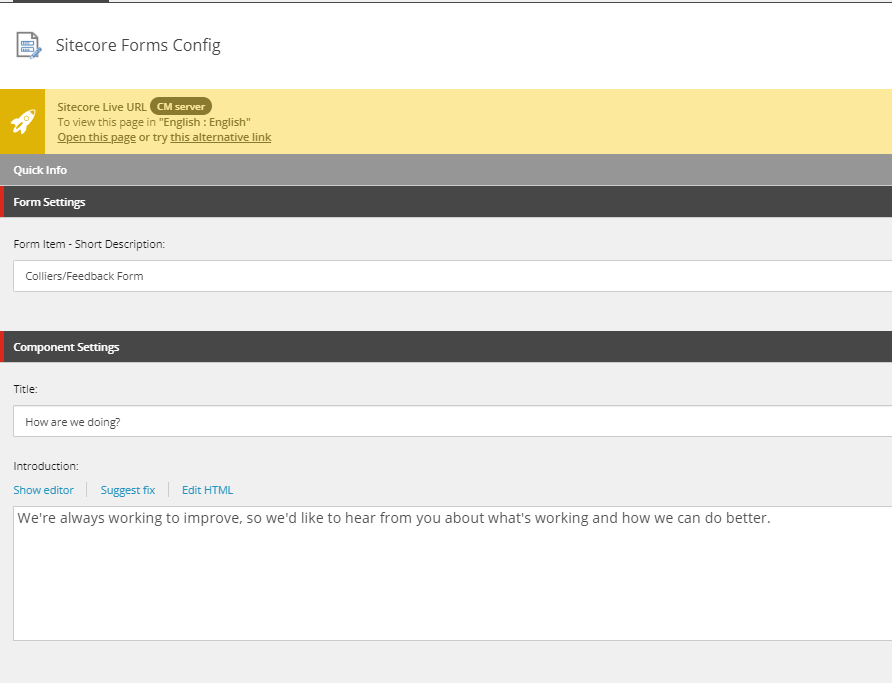 Sitecore Forms Config
Sitecore Live URL CM server
To view this page in "English : English"
Open this page or try this alternative link
Quick Info
Form Settings
Form Item - Short Description:
Colliers/Feedback Form
Component Settings
Title:
How are we doing?
Introduction:
Show editor Suggest fix Edit HTML
We're always working to improve, so we'd like to hear from you about what's working and how we can do better.